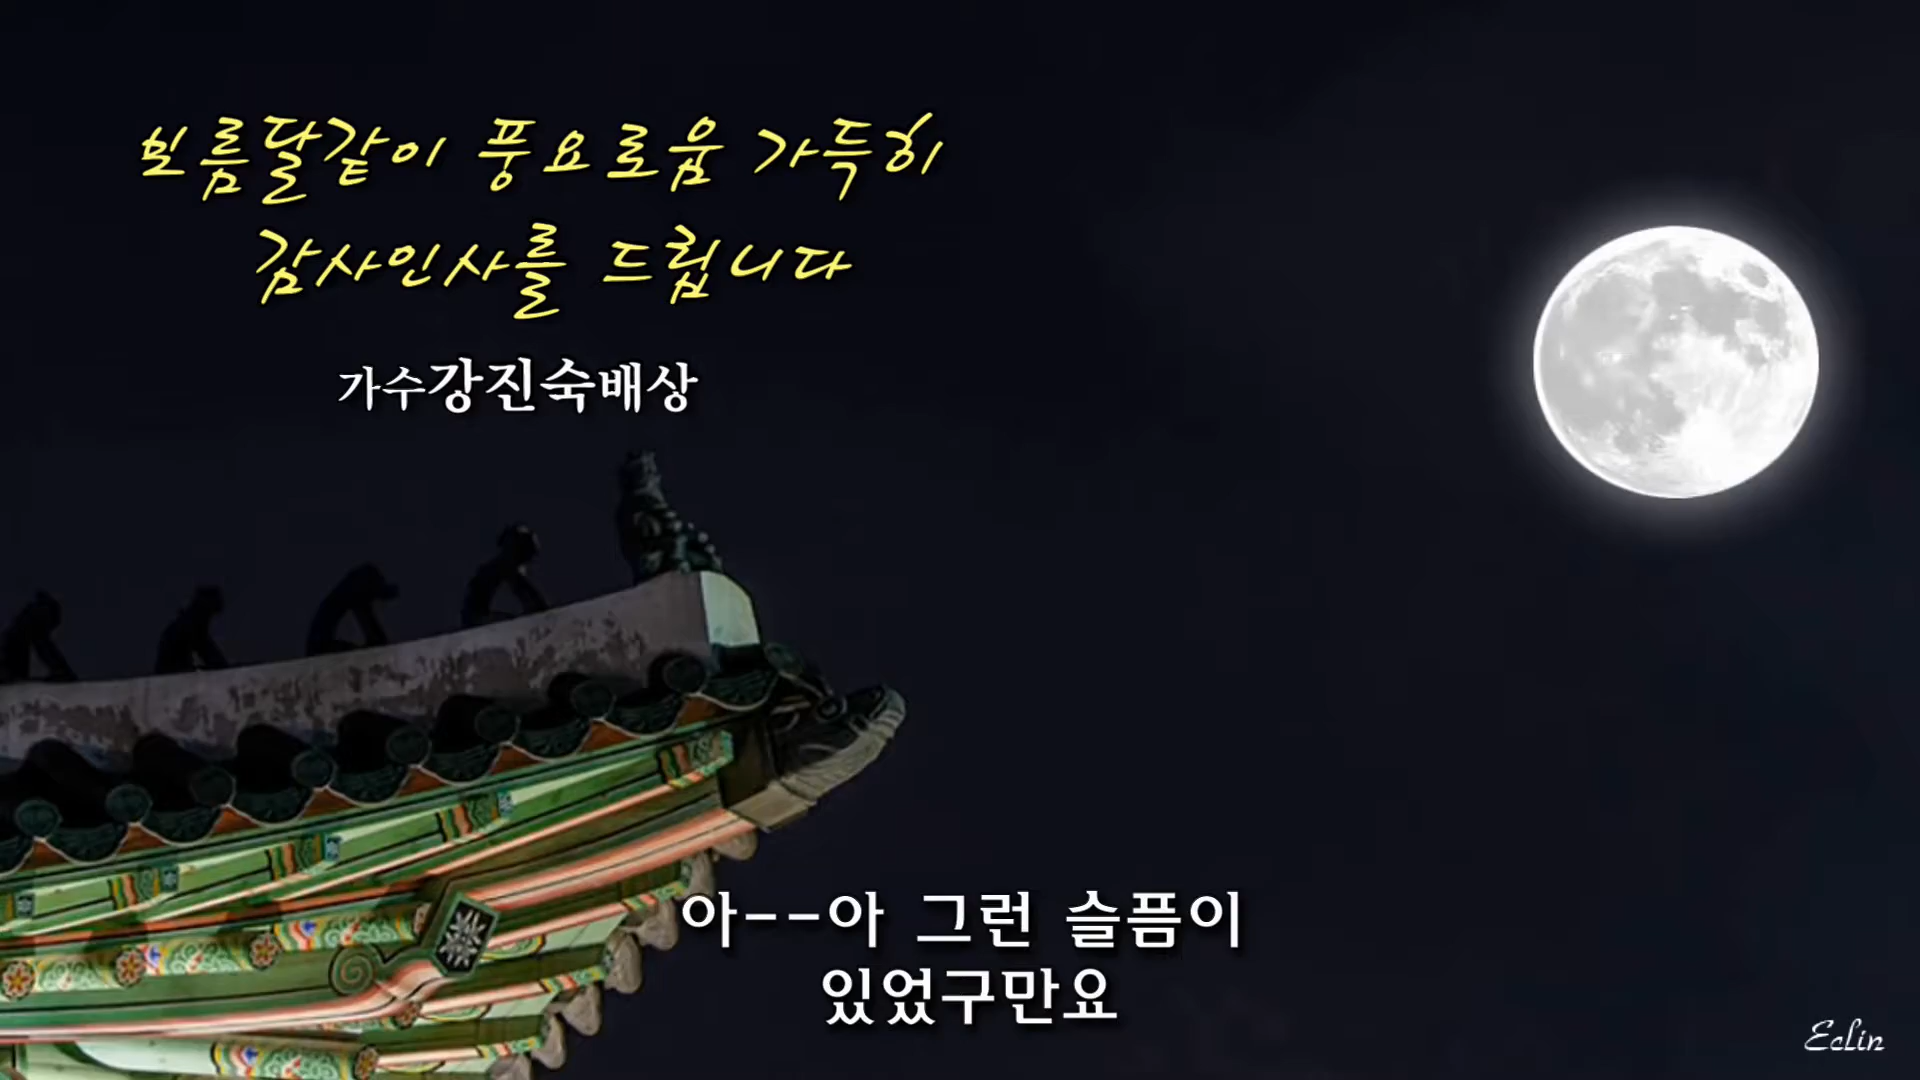 보름달같이 풍요로움 가득히
감사인사를 드립니다
가수강진숙배상
아--아 그런 슬픔이
있었구만요
Eclin